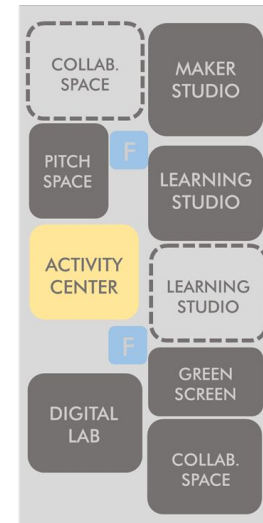 COLLAB.
SPACE
MAKER
STUDIO
F
PITCH
SPACE
LEARNING
STUDIO
ACTIVITY
CENTER
LEARNING
STUDIO
F
GREEN
SCREEN
DIGITAL
LAB
COLLAB.
SPACE